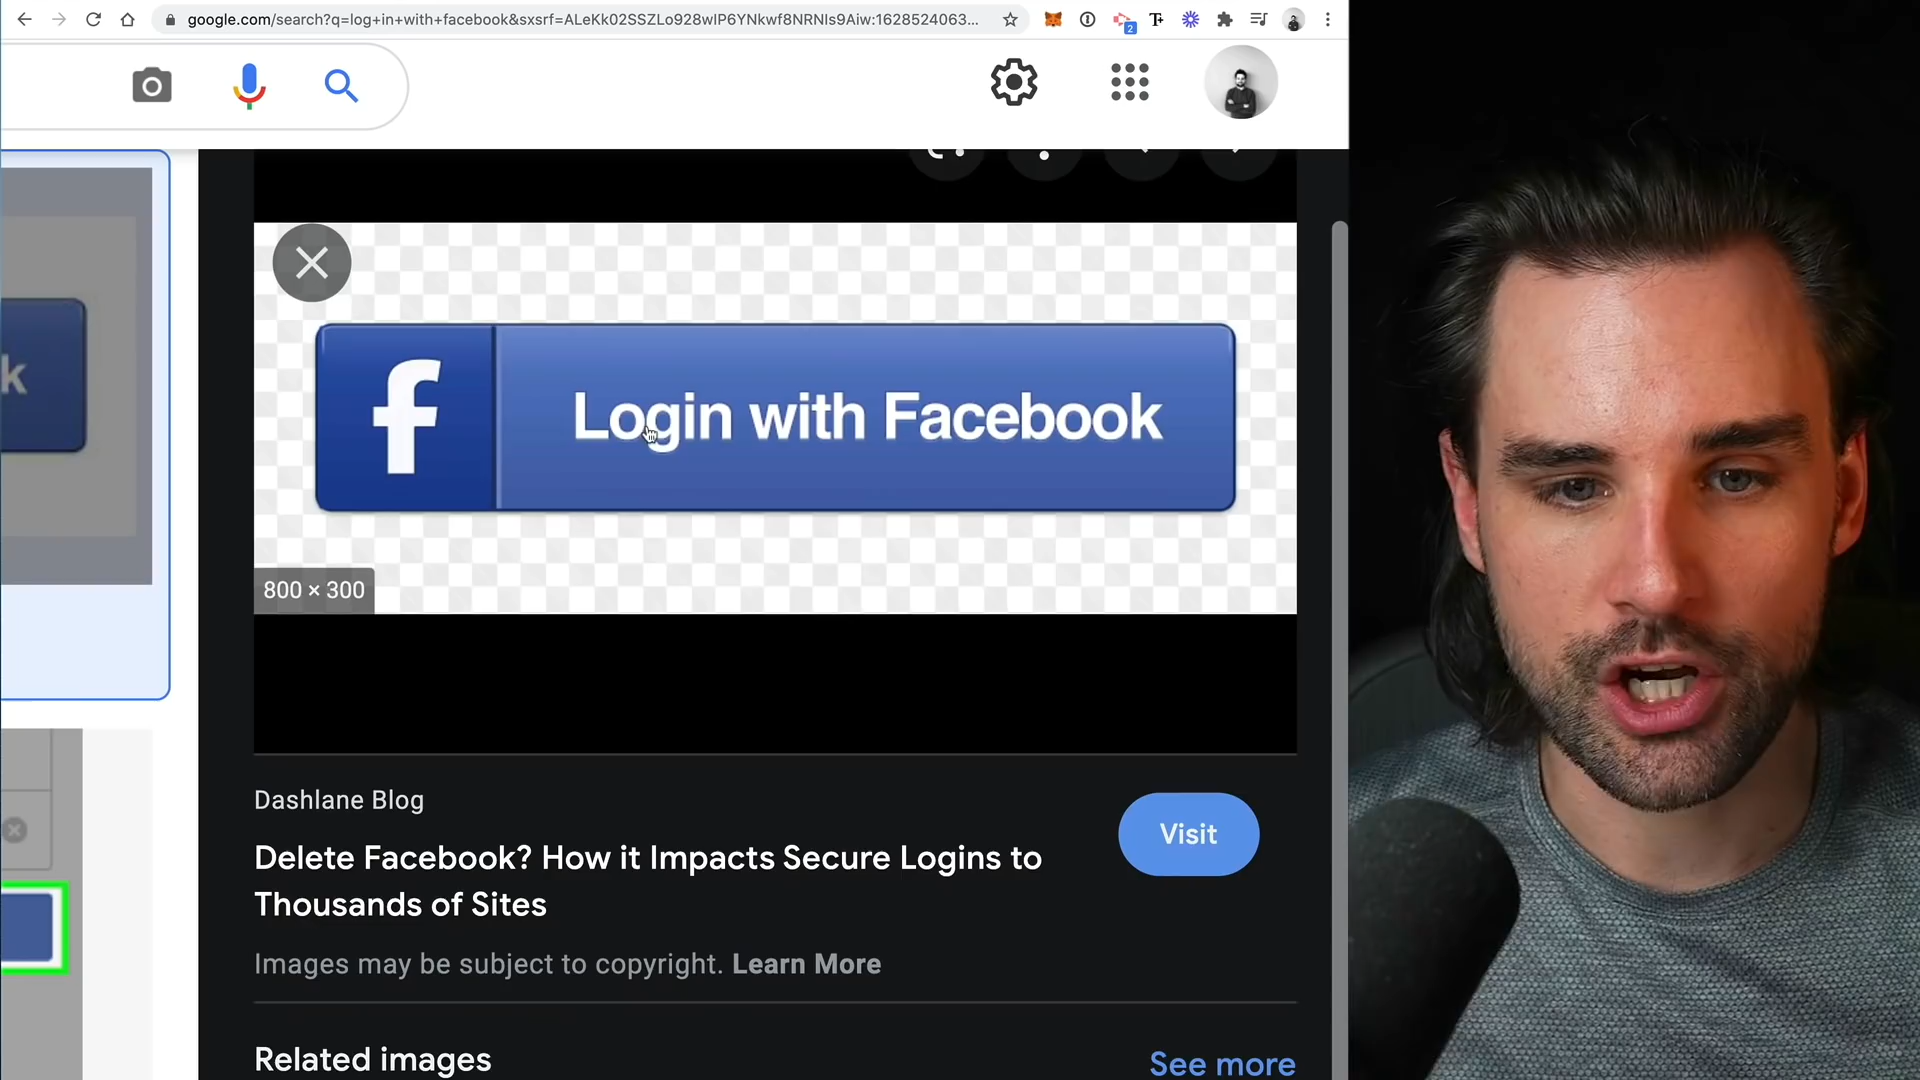 google.com/search?q=log+in+with+facebook&sxsrf=ALeKk02SSZLo928wIP6YNkwf8NRNIs9Aiw:1628524063...
2
k
f
Login with Facebook
800 × 300
Dashlane Blog
Visit
Delete Facebook? How it Impacts Secure Logins to
Thousands of Sites
Images may be subject to copyright. Learn More
Related images
See more